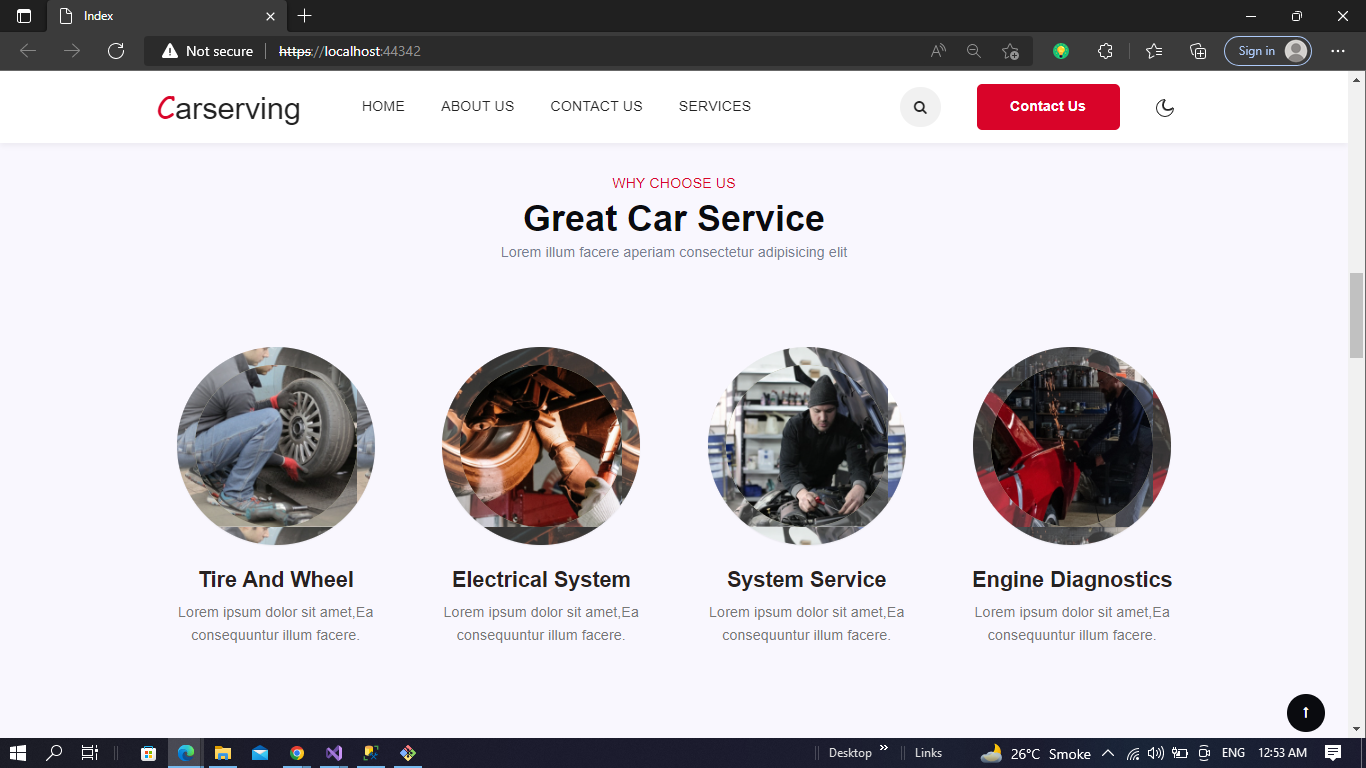 Index
Not secure
https://localhost:44342
Sign in
Carserving
HOME
ABOUT US
CONTACT US
SERVICES
Contact Us
WHY CHOOSE US
Great Car Service
Lorem illum facere aperiam consectetur adipisicing elit
Tire And Wheel
Lorem ipsum dolor sit amet,Ea
consequuntur illum facere.
Electrical System
Lorem ipsum dolor sit amet,Ea
consequuntur illum facere.
System Service
Lorem ipsum dolor sit amet,Ea
consequuntur illum facere.
Engine Diagnostics
Lorem ipsum dolor sit amet,Ea
consequuntur illum facere.
Desktop
Links
26°C Smoke
ENG
12:53 AM